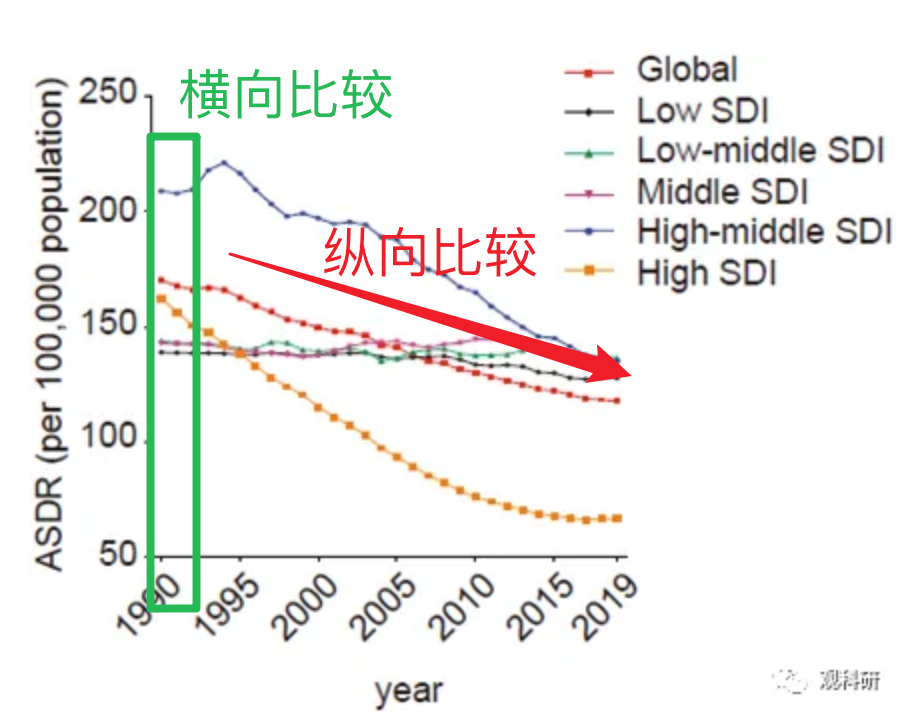 250
200
150
100
50
ASDR (per 100,000 population)
横向比较
纵向比较
Global
Low SDI
Low-middle SDI
Middle SDI
High-middle SDI
High SDI
1990
1995
2000
2005
2010
2015
2019
year
观科研